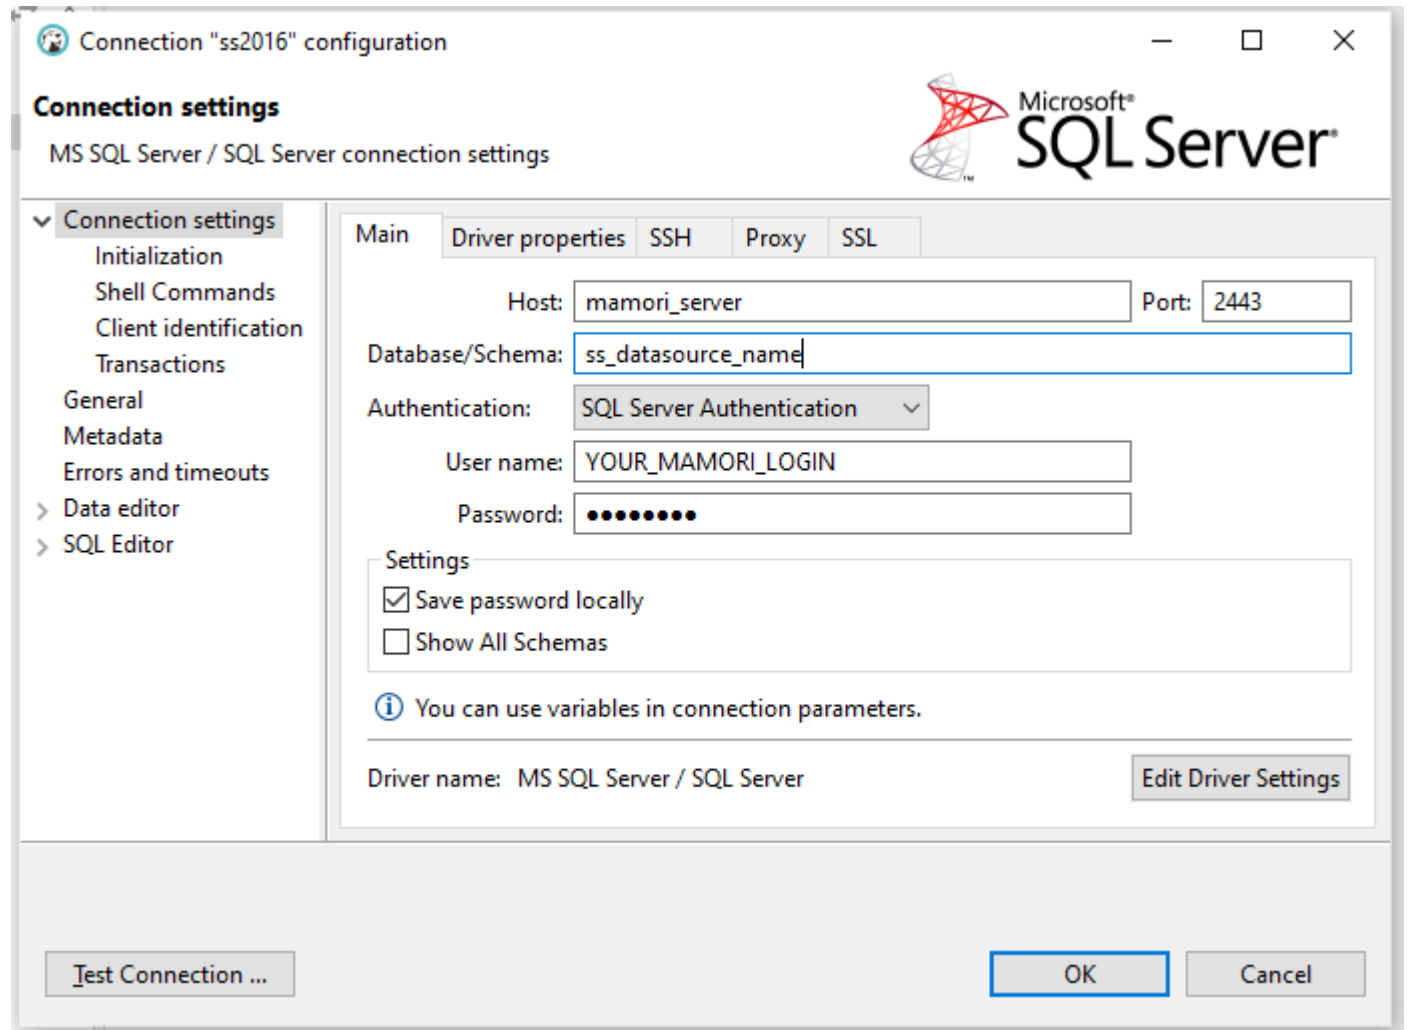 Connection "ss2016" configuration
Connection settings
MS SQL Server / SQL Server connection settings
Microsoft®
SQL Server®
™
Connection settings
Initialization
Shell Commands
Client identification
Transactions
General
Metadata
Errors and timeouts
Data editor
SQL Editor
Main Driver properties SSH Proxy SSL
Host: mamori_server Port: 2443
Database/Schema: ss_datasource_name
Authentication: SQL Server Authentication
User name: YOUR_MAMORI_LOGIN
Password: ●●●●●●●●
Settings
Save password locally
Show All Schemas
You can use variables in connection parameters.
Driver name: MS SQL Server / SQL Server Edit Driver Settings
Test Connection ... OK Cancel